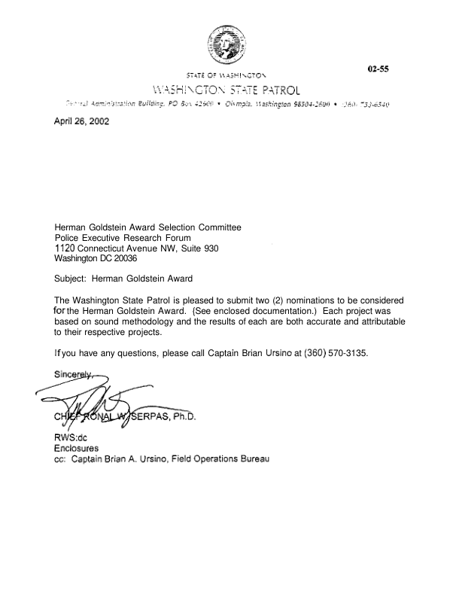 STATE OF WASHINGTON
02-55
WASHINGTON STATE PATROL
Administration Building, PO Box 42600 • Olympia, Washington 98504-2600 •
April 26, 2002
Herman Goldstein Award Selection Committee
Police Executive Research Forum
1120 Connecticut Avenue NW, Suite 930
Washington DC 20036
Subject: Herman Goldstein Award
The Washington State Patrol is pleased to submit two (2) nominations to be considered
for the Herman Goldstein Award. (See enclosed documentation.) Each project was
based on sound methodology and the results of each are both accurate and attributable
to their respective projects.
If you have any questions, please call Captain Brian Ursino at (360) 570-3135.
Sincerely,
CHIEF RONAL W. SERPAS, Ph.D.
RWS:dc
Enclosures
cc: Captain Brian A. Ursino, Field Operations Bureau